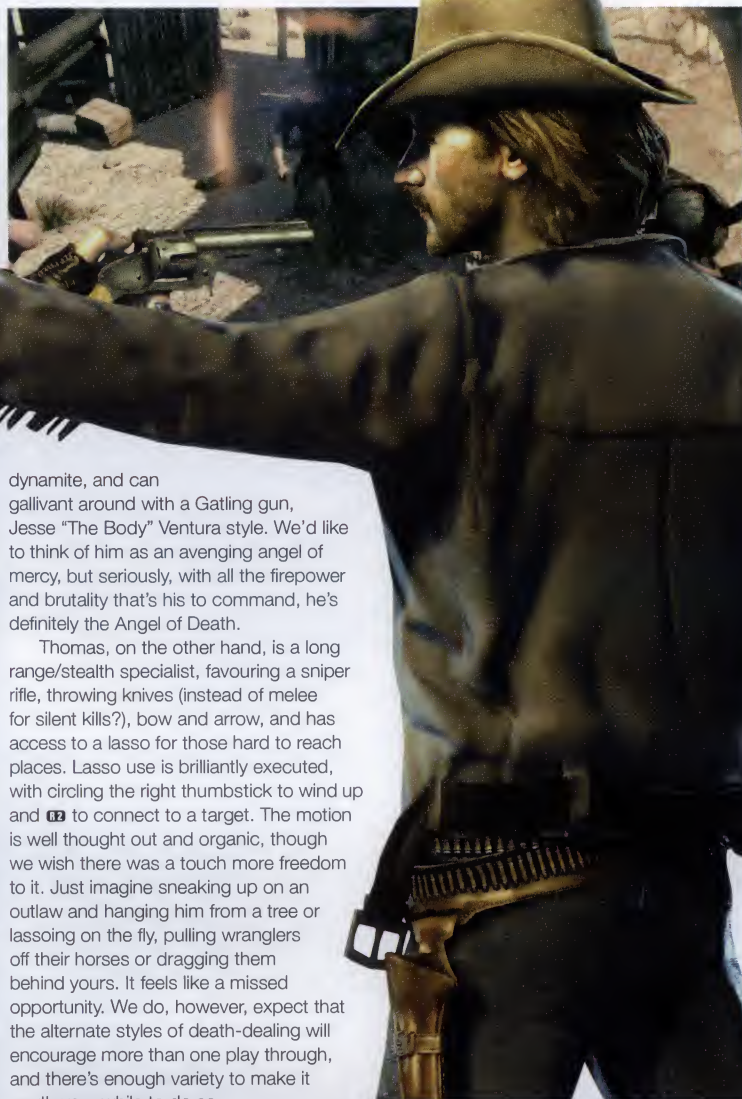 dynamite, and can
gallivant around with a Gatling gun,
Jesse "The Body" Ventura style. We'd like
to think of him as an avenging angel of
mercy, but seriously, with all the firepower
and brutality that's his to command, he's
definitely the Angel of Death.
Thomas, on the other hand, is a long
range/stealth specialist, favouring a sniper
rifle, throwing knives (instead of melee
for silent kills?), bow and arrow, and has
access to a lasso for those hard to reach
places. Lasso use is brilliantly executed,
with circling the right thumbstick to wind up
and R2 to connect to a target. The motion
is well thought out and organic, though
we wish there was a touch more freedom
to it. Just imagine sneaking up on an
outlaw and hanging him from a tree or
lassoing on the fly, pulling wranglers
off their horses or dragging them
behind yours. It feels like a missed
opportunity. We do, however, expect that
the alternate styles of death-dealing will
encourage more than one play through,
and there's enough variety to make it